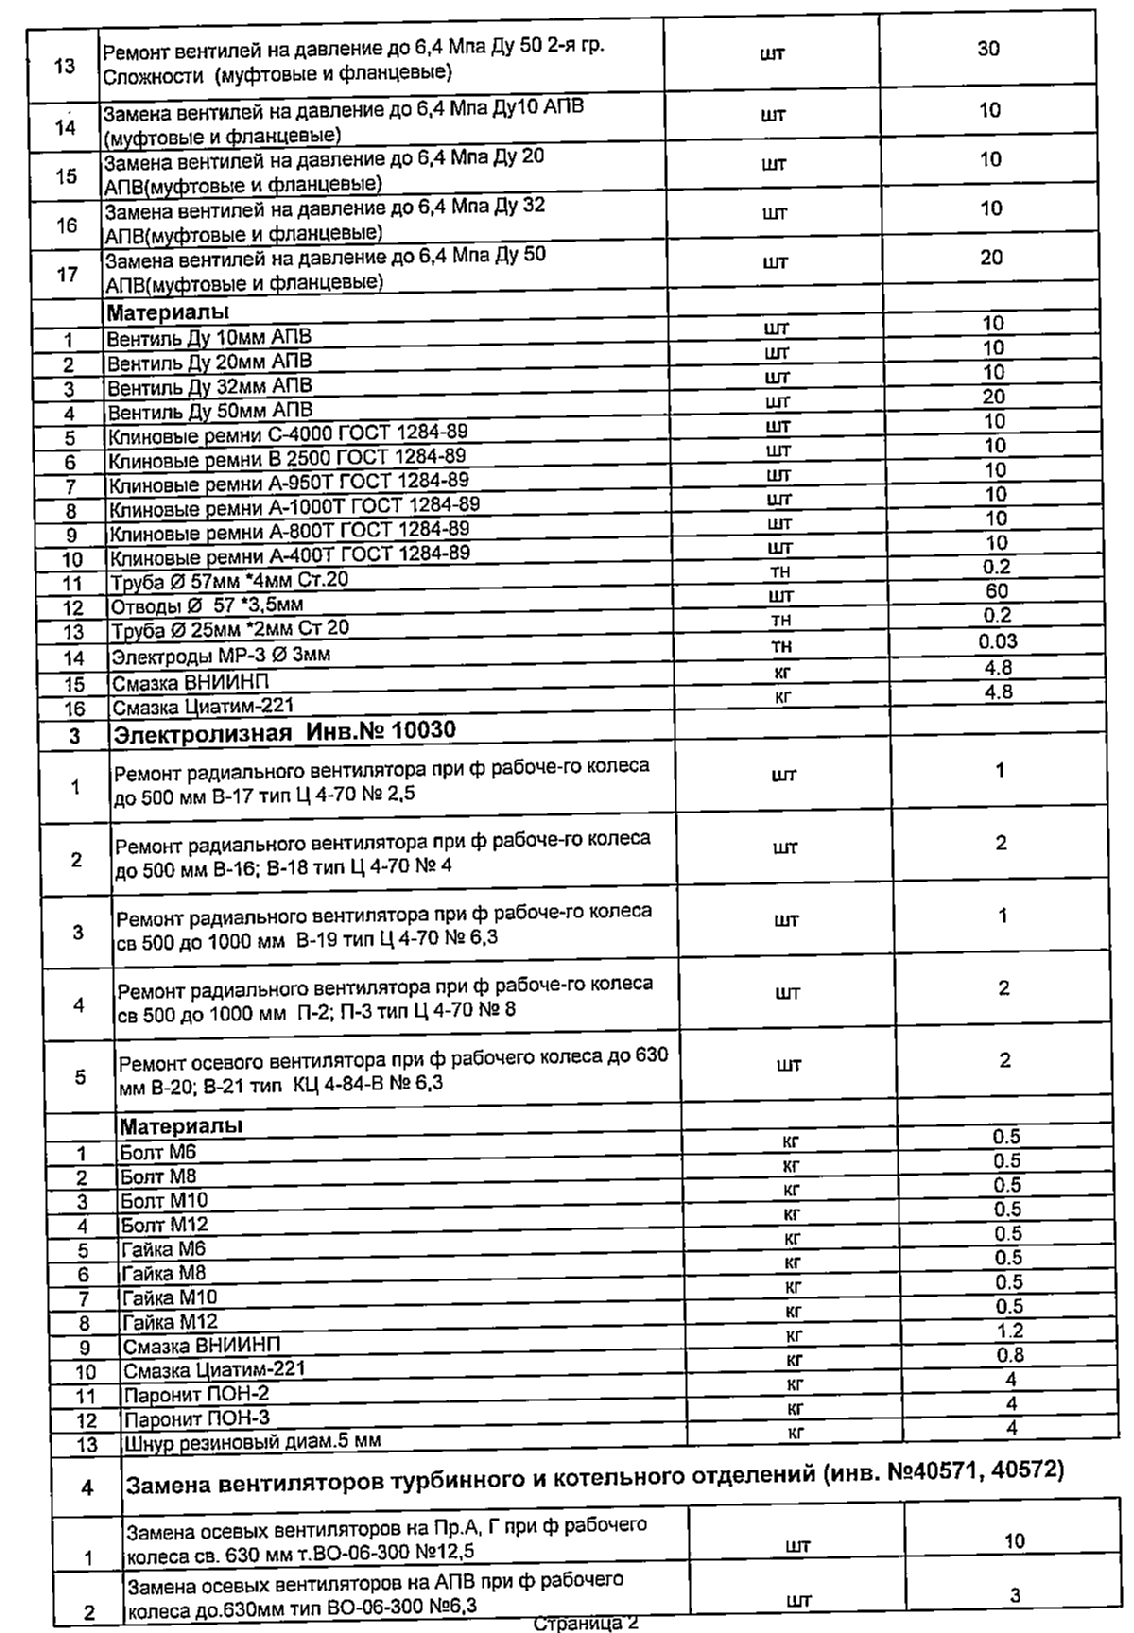 13 Ремонт вентилей на давление до 6,4 Мпа Ду 50 2-я гр. шт 30
Сложности (муфтовые и фланцевые)
14 Замена вентилей на давление до 6,4 Мпа Ду10 АПВ шт 10
(муфтовые и фланцевые)
15 Замена вентилей на давление до 6,4 Мпа Ду 20 шт 10
АПВ(муфтовые и фланцевые)
16 Замена вентилей на давление до 6,4 Мпа Ду 32 шт 10
АПВ(муфтовые и фланцевые)
17 Замена вентилей на давление до 6,4 Мпа Ду 50 шт 20
АПВ(муфтовые и фланцевые)
Материалы
1 Вентиль Ду 10мм АПВ шт 10
2 Вентиль Ду 20мм АПВ шт 10
3 Вентиль Ду 32мм АПВ шт 10
4 Вентиль Ду 50мм АПВ шт 20
5 Клиновые ремни С-4000 ГОСТ 1284-89 шт 10
6 Клиновые ремни В 2500 ГОСТ 1284-89 шт 10
7 Клиновые ремни А-950Т ГОСТ 1284-89 шт 10
8 Клиновые ремни А-1000Т ГОСТ 1284-89 шт 10
9 Клиновые ремни А-800Т ГОСТ 1284-89 шт 10
10 Клиновые ремни А-400Т ГОСТ 1284-89 шт 10
11 Труба Ø 57мм *4мм Ст.20 тн 0.2
12 Отводы Ø 57 *3,5мм шт 60
13 Труба Ø 25мм *2мм Ст 20 тн 0.2
14 Электроды МР-3 Ø 3мм тн 0.03
15 Смазка ВНИИНП кг 4.8
16 Смазка Циатим-221 кг 4.8
3 Электролизная Инв.№ 10030
1 Ремонт радиального вентилятора при ф рабоче-го колеса шт 1
до 500 мм В-17 тип Ц 4-70 № 2,5
2 Ремонт радиального вентилятора при ф рабоче-го колеса шт 2
до 500 мм В-16; В-18 тип Ц 4-70 № 4
3 Ремонт радиального вентилятора при ф рабоче-го колеса шт 1
св 500 до 1000 мм В-19 тип Ц 4-70 № 6,3
4 Ремонт радиального вентилятора при ф рабоче-го колеса шт 2
св 500 до 1000 мм П-2; П-3 тип Ц 4-70 № 8
5 Ремонт осевого вентилятора при ф рабочего колеса до 630 шт 2
мм В-20; В-21 тип КЦ 4-84-В № 6,3
Материалы
1 Болт М6 кг 0.5
2 Болт М8 кг 0.5
3 Болт М10 кг 0.5
4 Болт М12 кг 0.5
5 Гайка М6 кг 0.5
6 Гайка М8 кг 0.5
7 Гайка М10 кг 0.5
8 Гайка М12 кг 0.5
9 Смазка ВНИИНП кг 1.2
10 Смазка Циатим-221 кг 0.8
11 Паронит ПОН-2 кг 4
12 Паронит ПОН-3 кг 4
13 Шнур резиновый диам.5 мм кг 4
4 Замена вентиляторов турбинного и котельного отделений (инв. №40571, 40572)
1 Замена осевых вентиляторов на Пр.А, Г при ф рабочего шт 10
колеса св. 630 мм т.ВО-06-300 №12,5
2 Замена осевых вентиляторов на АПВ при ф рабочего шт 3
колеса до.630мм тип ВО-06-300 №6,3
Страница 2